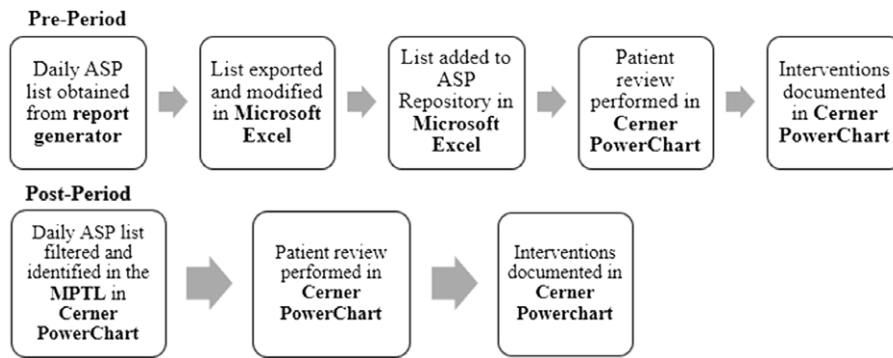 Pre-Period
Daily ASP
list obtained
from report
generator
List exported
and modified
in Microsoft
Excel
List added to
ASP
Repository in
Microsoft
Excel
Patient
review
performed in
Cerner
PowerChart
Interventions
documented
in Cerner
PowerChart
Post-Period
Daily ASP list
filtered and
identified in the
MPTL in
Cerner
PowerChart
Patient review
performed in
Cerner
PowerChart
Interventions
documented in
Cerner
Powerchart